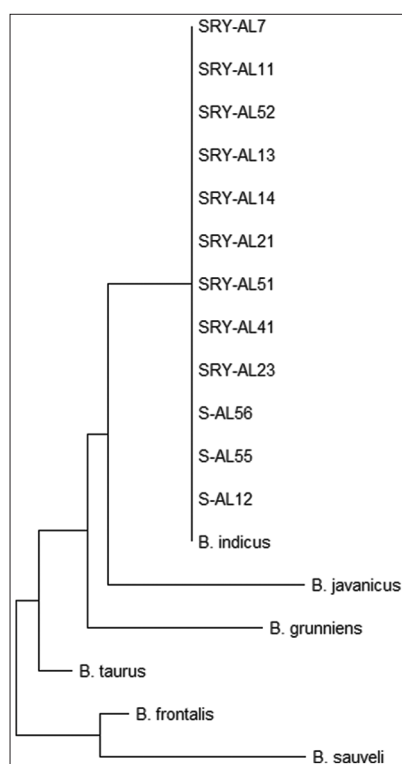 SRY-AL7
SRY-AL11
SRY-AL52
SRY-AL13
SRY-AL14
SRY-AL21
SRY-AL51
SRY-AL41
SRY-AL23
S-AL56
S-AL55
S-AL12
B. indicus
B. javanicus
B. grunniens
B. taurus
B. frontalis
B. sauveli